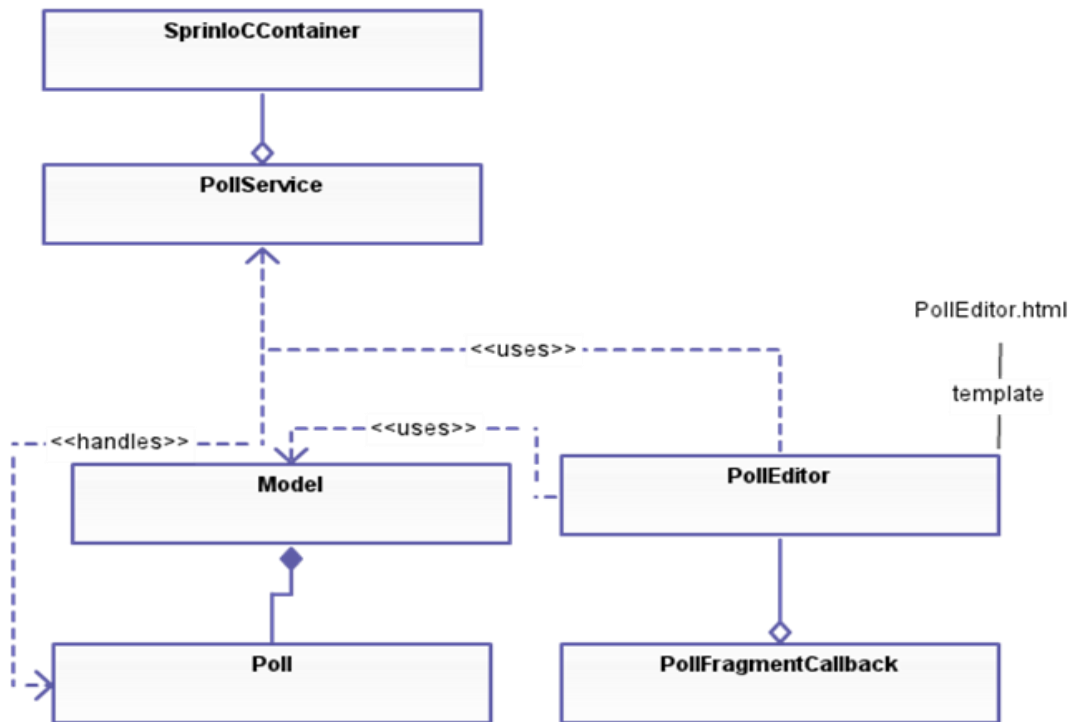 SprinIoCContainer
PollService
PollEditor.html
<<uses>>
template
<<uses>>
<<handles>>
Model
PollEditor
Poll
PollFragmentCallback